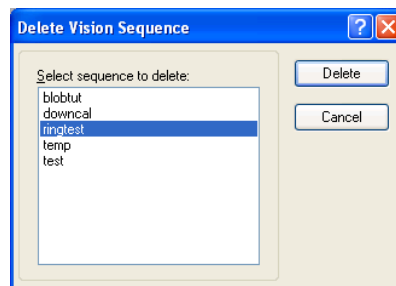 Delete Vision Sequence
Select sequence to delete:
blobtut
downcal
ringtest
temp
test
Delete
Cancel